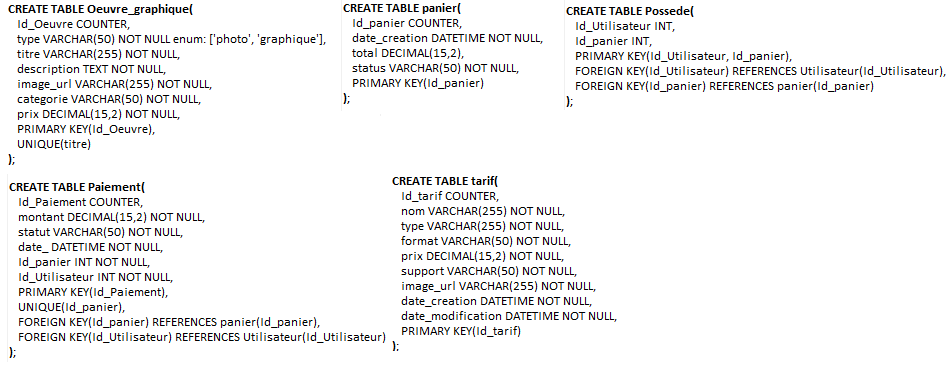 CREATE TABLE Oeuvre_graphique(
Id_Oeuvre COUNTER,
type VARCHAR(50) NOT NULL enum: ['photo', 'graphique'],
titre VARCHAR(255) NOT NULL,
description TEXT NOT NULL,
image_url VARCHAR(255) NOT NULL,
categorie VARCHAR(50) NOT NULL,
prix DECIMAL(15,2) NOT NULL,
PRIMARY KEY(Id_Oeuvre),
UNIQUE(titre)
);
CREATE TABLE panier(
Id_panier COUNTER,
date_creation DATETIME NOT NULL,
total DECIMAL(15,2),
status VARCHAR(50) NOT NULL,
PRIMARY KEY(Id_panier)
);
CREATE TABLE Possede(
Id_Utilisateur INT,
Id_panier INT,
PRIMARY KEY(Id_Utilisateur, Id_panier),
FOREIGN KEY(Id_Utilisateur) REFERENCES Utilisateur(Id_Utilisateur),
FOREIGN KEY(Id_panier) REFERENCES panier(Id_panier)
);
CREATE TABLE Paiement(
Id_Paiement COUNTER,
montant DECIMAL(15,2) NOT NULL,
statut VARCHAR(50) NOT NULL,
date_ DATETIME NOT NULL,
Id_panier INT NOT NULL,
Id_Utilisateur INT NOT NULL,
PRIMARY KEY(Id_Paiement),
UNIQUE(Id_panier),
FOREIGN KEY(Id_panier) REFERENCES panier(Id_panier),
FOREIGN KEY(Id_Utilisateur) REFERENCES Utilisateur(Id_Utilisateur)
);
CREATE TABLE tarif(
Id_tarif COUNTER,
nom VARCHAR(255) NOT NULL,
type VARCHAR(255) NOT NULL,
format VARCHAR(50) NOT NULL,
prix DECIMAL(15,2) NOT NULL,
support VARCHAR(50) NOT NULL,
image_url VARCHAR(255) NOT NULL,
date_creation DATETIME NOT NULL,
date_modification DATETIME NOT NULL,
PRIMARY KEY(Id_tarif)
);